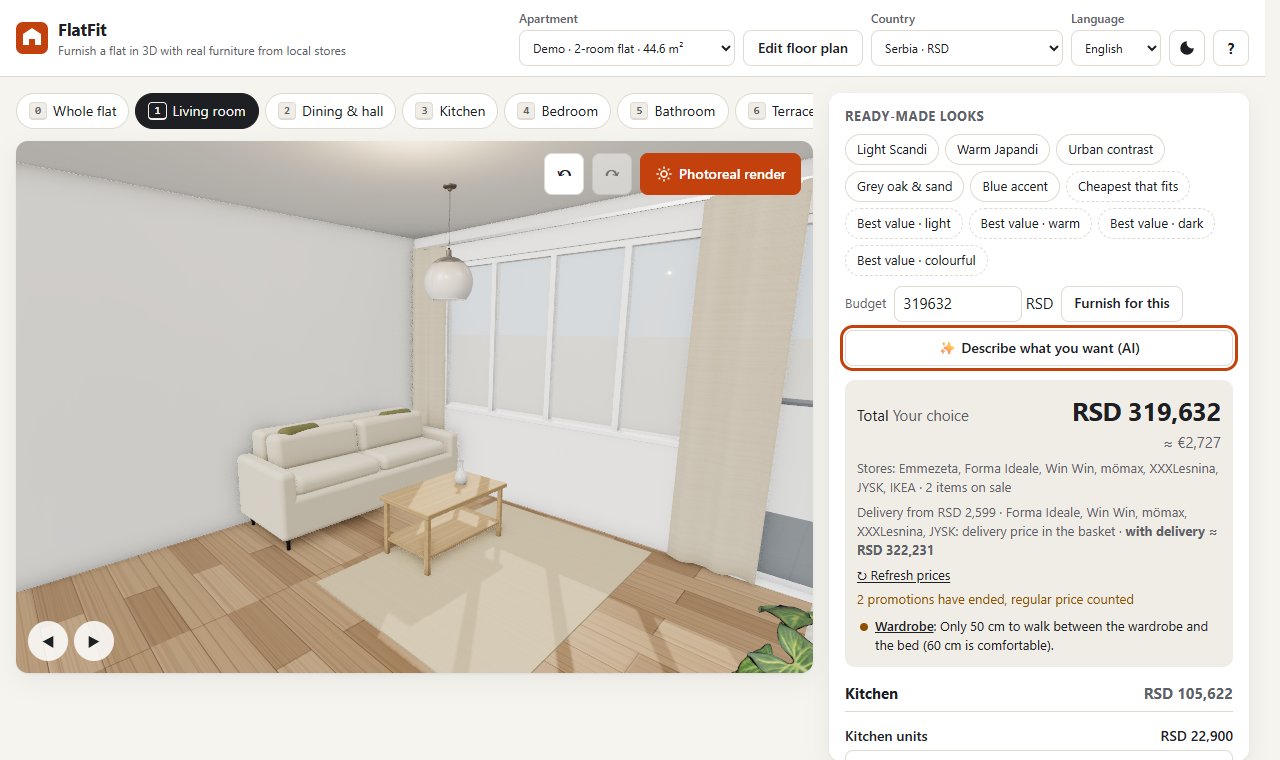 FlatFit
Furnish a flat in 3D with real furniture from local stores
Apartment
Demo · 2-room flat · 44.6 m²
Edit floor plan
Country
Serbia · RSD
Language
English
?
0 Whole flat
1 Living room
2 Dining & hall
3 Kitchen
4 Bedroom
5 Bathroom
6 Terrace
Photoreal render
READY-MADE LOOKS
Light Scandi
Warm Japandi
Urban contrast
Grey oak & sand
Blue accent
Cheapest that fits
Best value · light
Best value · warm
Best value · dark
Best value · colourful
Budget 319632 RSD Furnish for this
✨ Describe what you want (AI)
Total Your choice RSD 319,632
≈ €2,727
Stores: Emmezeta, Forma Ideale, Win Win, mömax, XXXLesnina,
JYSK, IKEA · 2 items on sale
Delivery from RSD 2,599 · Forma Ideale, Win Win, mömax,
XXXLesnina, JYSK: delivery price in the basket · with delivery ≈
RSD 322,231
↻ Refresh prices
2 promotions have ended, regular price counted
Wardrobe: Only 50 cm to walk between the wardrobe and
the bed (60 cm is comfortable).
Kitchen RSD 105,622
Kitchen units RSD 22,900